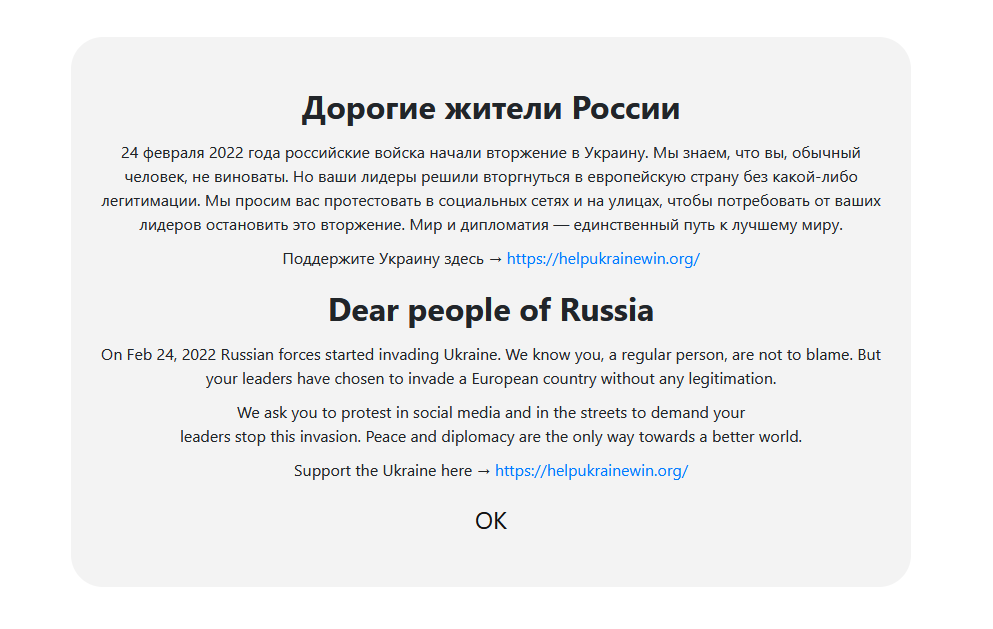 Дорогие жители России
24 февраля 2022 года российские войска начали вторжение в Украину. Мы знаем, что вы, обычный
человек, не виноваты. Но ваши лидеры решили вторгнуться в европейскую страну без какой-либо
легитимации. Мы просим вас протестовать в социальных сетях и на улицах, чтобы потребовать от ваших
лидеров остановить это вторжение. Мир и дипломатия — единственный путь к лучшему миру.
Поддержите Украину здесь → https://helpukrainewin.org/
Dear people of Russia
On Feb 24, 2022 Russian forces started invading Ukraine. We know you, a regular person, are not to blame. But
your leaders have chosen to invade a European country without any legitimation.
We ask you to protest in social media and in the streets to demand your
leaders stop this invasion. Peace and diplomacy are the only way towards a better world.
Support the Ukraine here → https://helpukrainewin.org/
OK